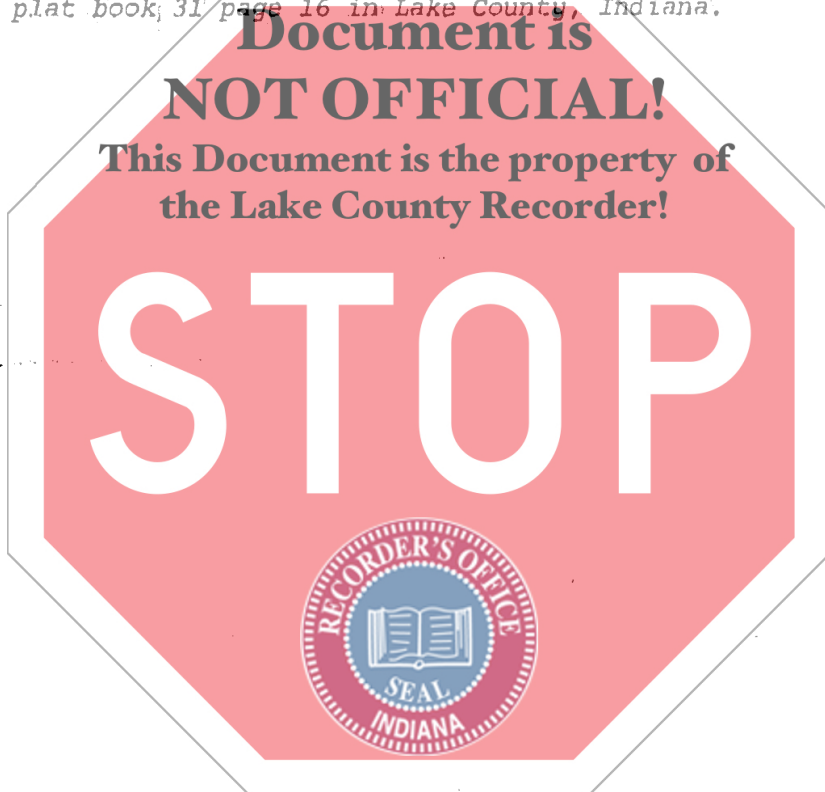 plat book 31 page 16 in Lake County, Indiana.
Document is
NOT OFFICIAL!
This Document is the property of
the Lake County Recorder!
STOP
RECORDER'S OFFICE
SEAL
INDIANA